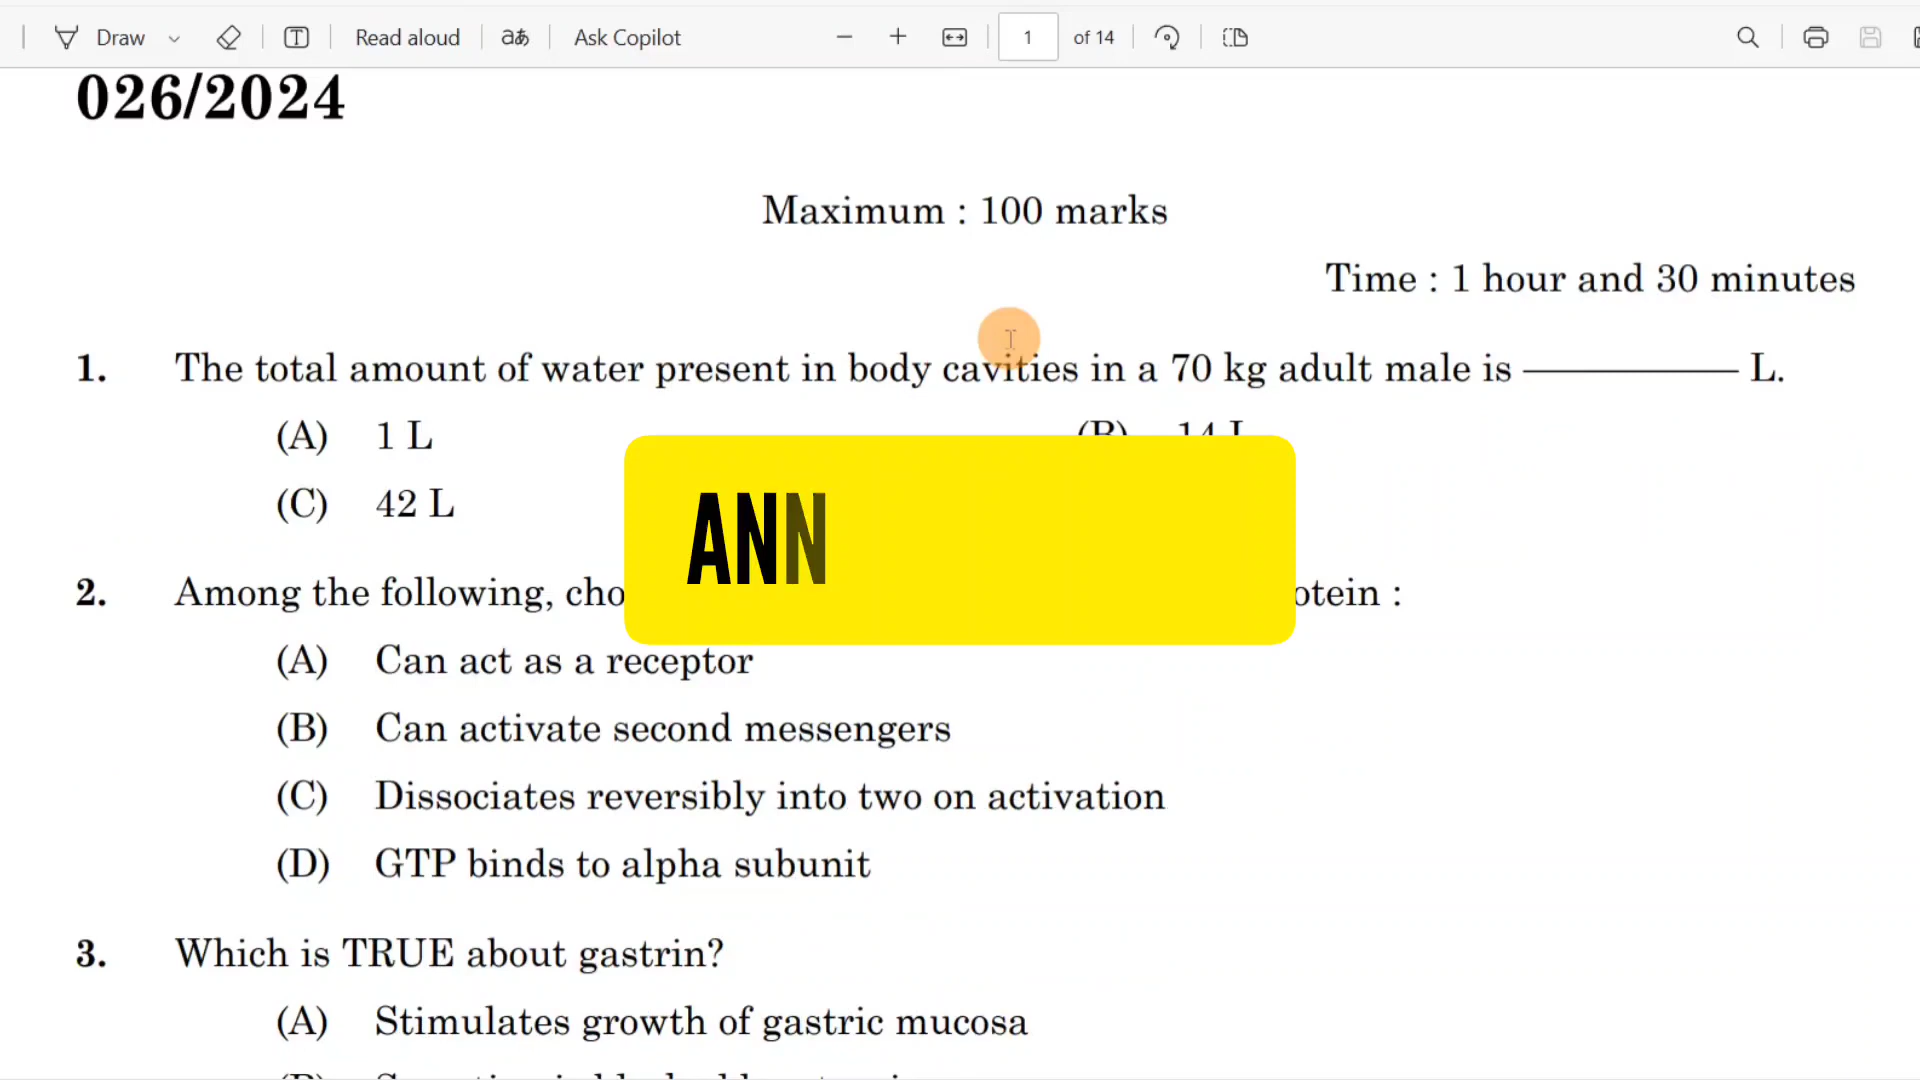 Draw Read aloud aあ Ask Copilot 1 of 14
026/2024
Maximum : 100 marks
Time : 1 hour and 30 minutes
1. The total amount of water present in body cavities in a 70 kg adult male is ———— L.
(A) 1 L (B) 14 L
(C) 42 L
ANN
2. Among the following, cho otein :
(A) Can act as a receptor
(B) Can activate second messengers
(C) Dissociates reversibly into two on activation
(D) GTP binds to alpha subunit
3. Which is TRUE about gastrin?
(A) Stimulates growth of gastric mucosa